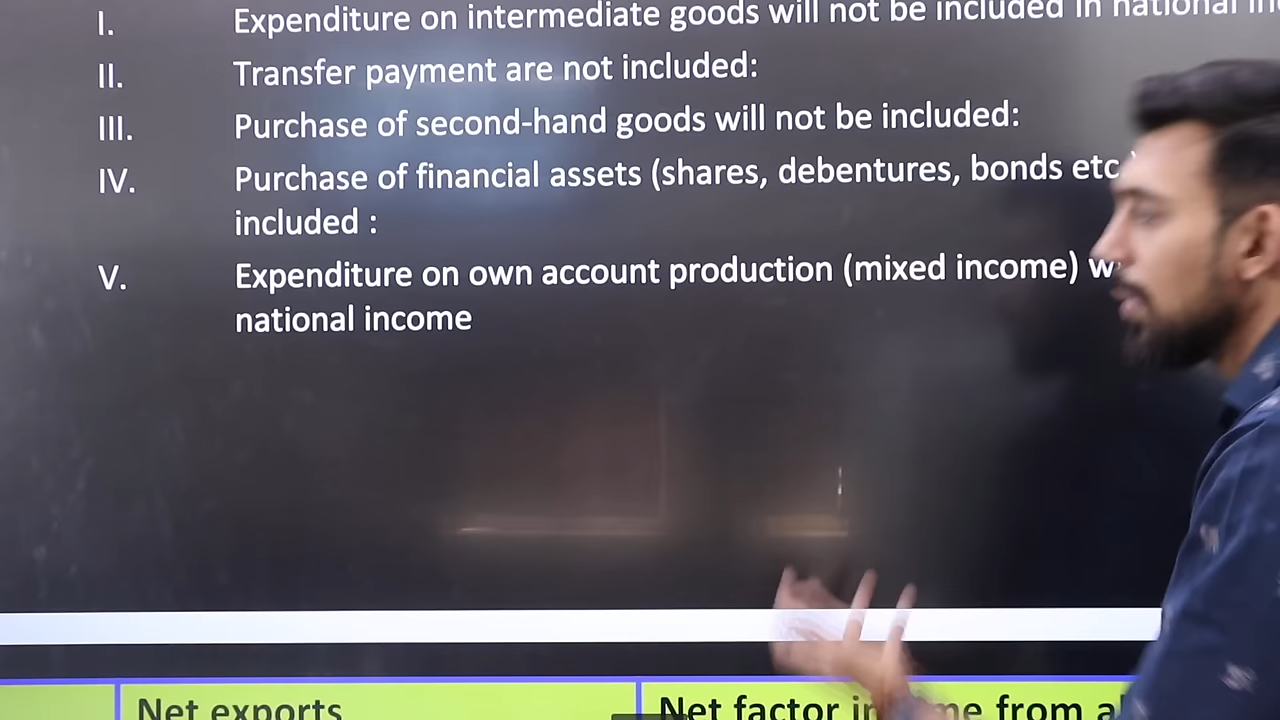 I. Expenditure on intermediate goods will not be included in national in
II. Transfer payment are not included:
III. Purchase of second-hand goods will not be included:
IV. Purchase of financial assets (shares, debentures, bonds etc
included :
V. Expenditure on own account production (mixed income) w
national income
Net exports
Net factor income from a